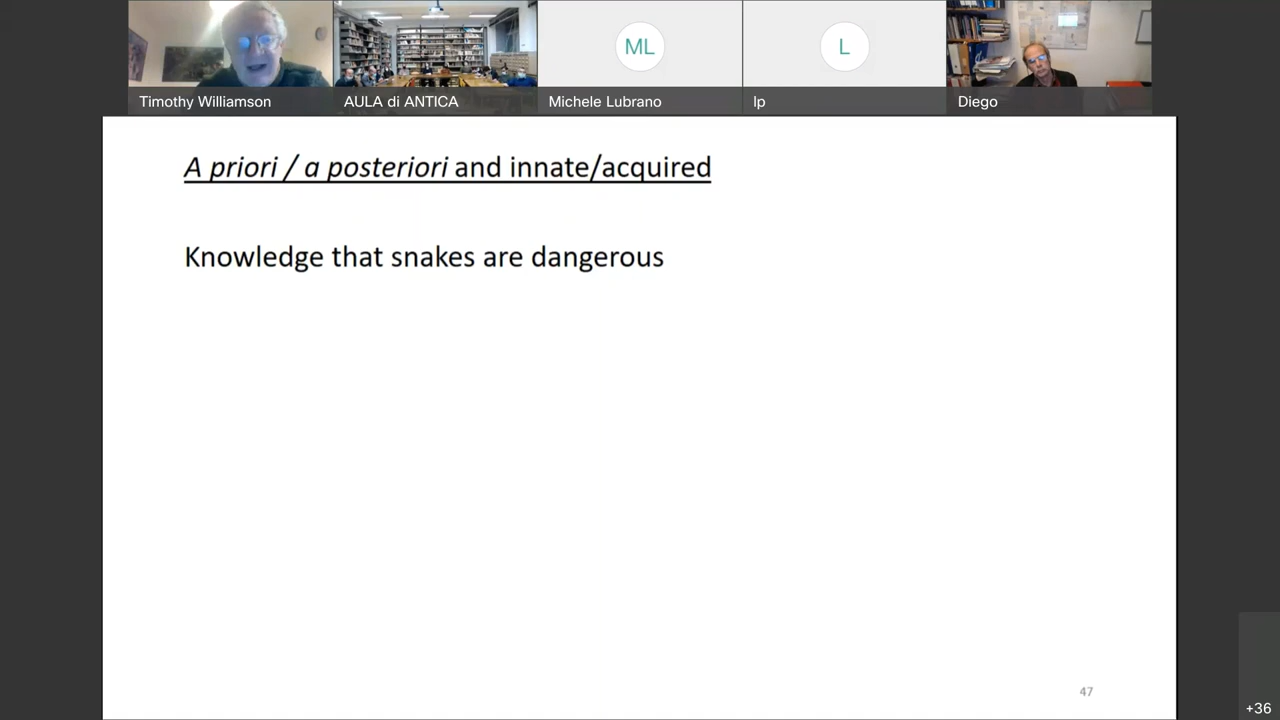 ML
L
Timothy Williamson
AULA di ANTICA
Michele Lubrano
lp
Diego
A priori / a posteriori and innate/acquired
Knowledge that snakes are dangerous
47
+36